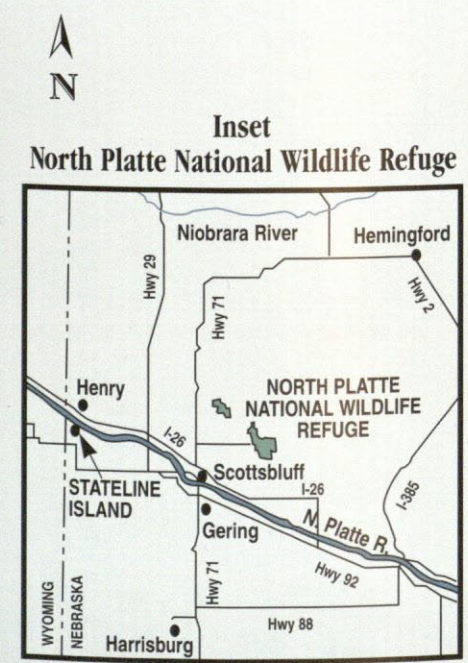 N
Inset
North Platte National Wildlife Refuge
Niobrara River
Hemingford
Hwy 29
Hwy 71
Hwy 2
Henry
NORTH PLATTE
NATIONAL WILDLIFE
REFUGE
I-26
STATELINE
ISLAND
Scottsbluff
I-26
I-385
Gering
N. Platte R.
Hwy 92
WYOMING
NEBRASKA
Hwy 71
Hwy 88
Harrisburg